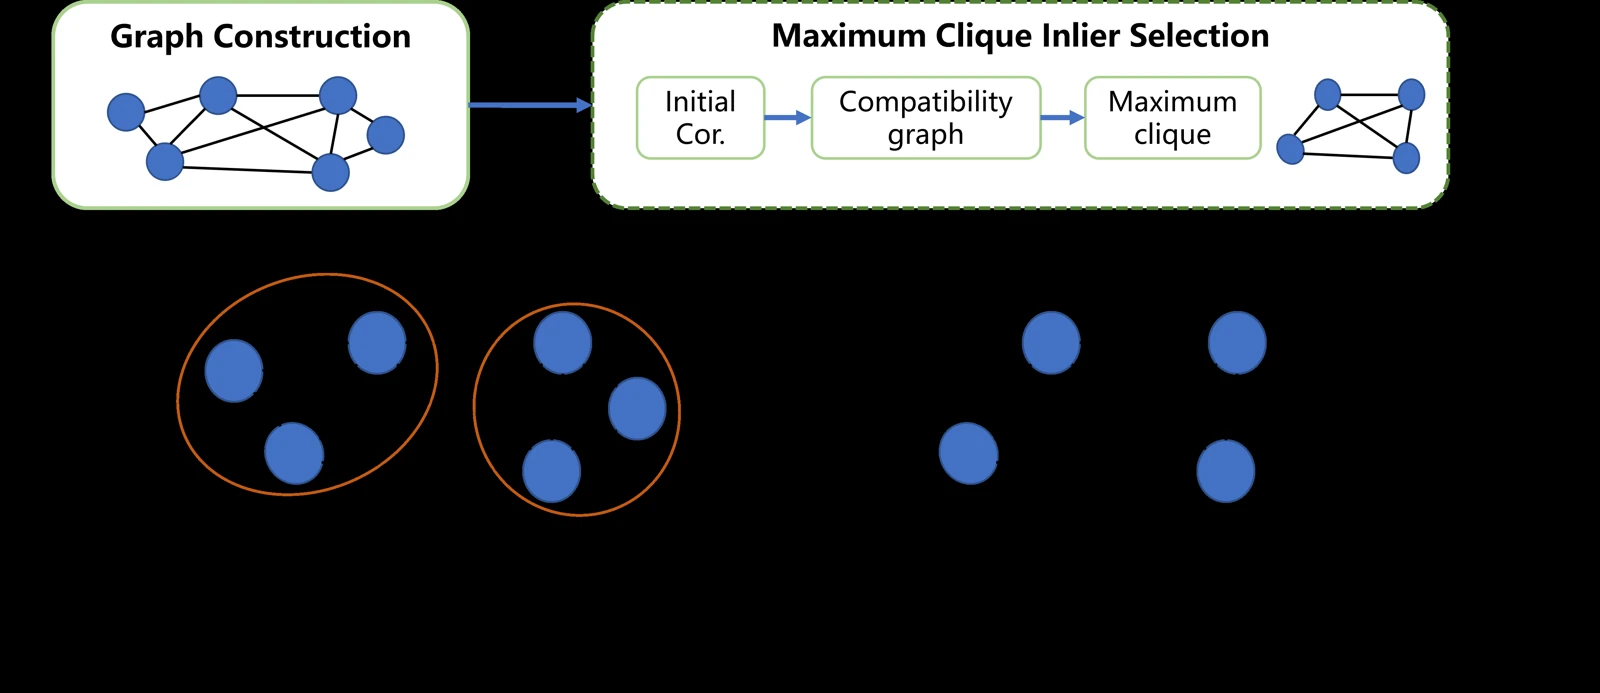 Graph Construction
Maximum Clique Inlier Selection
Initial
Cor.
Compatibility
graph
Maximum
clique